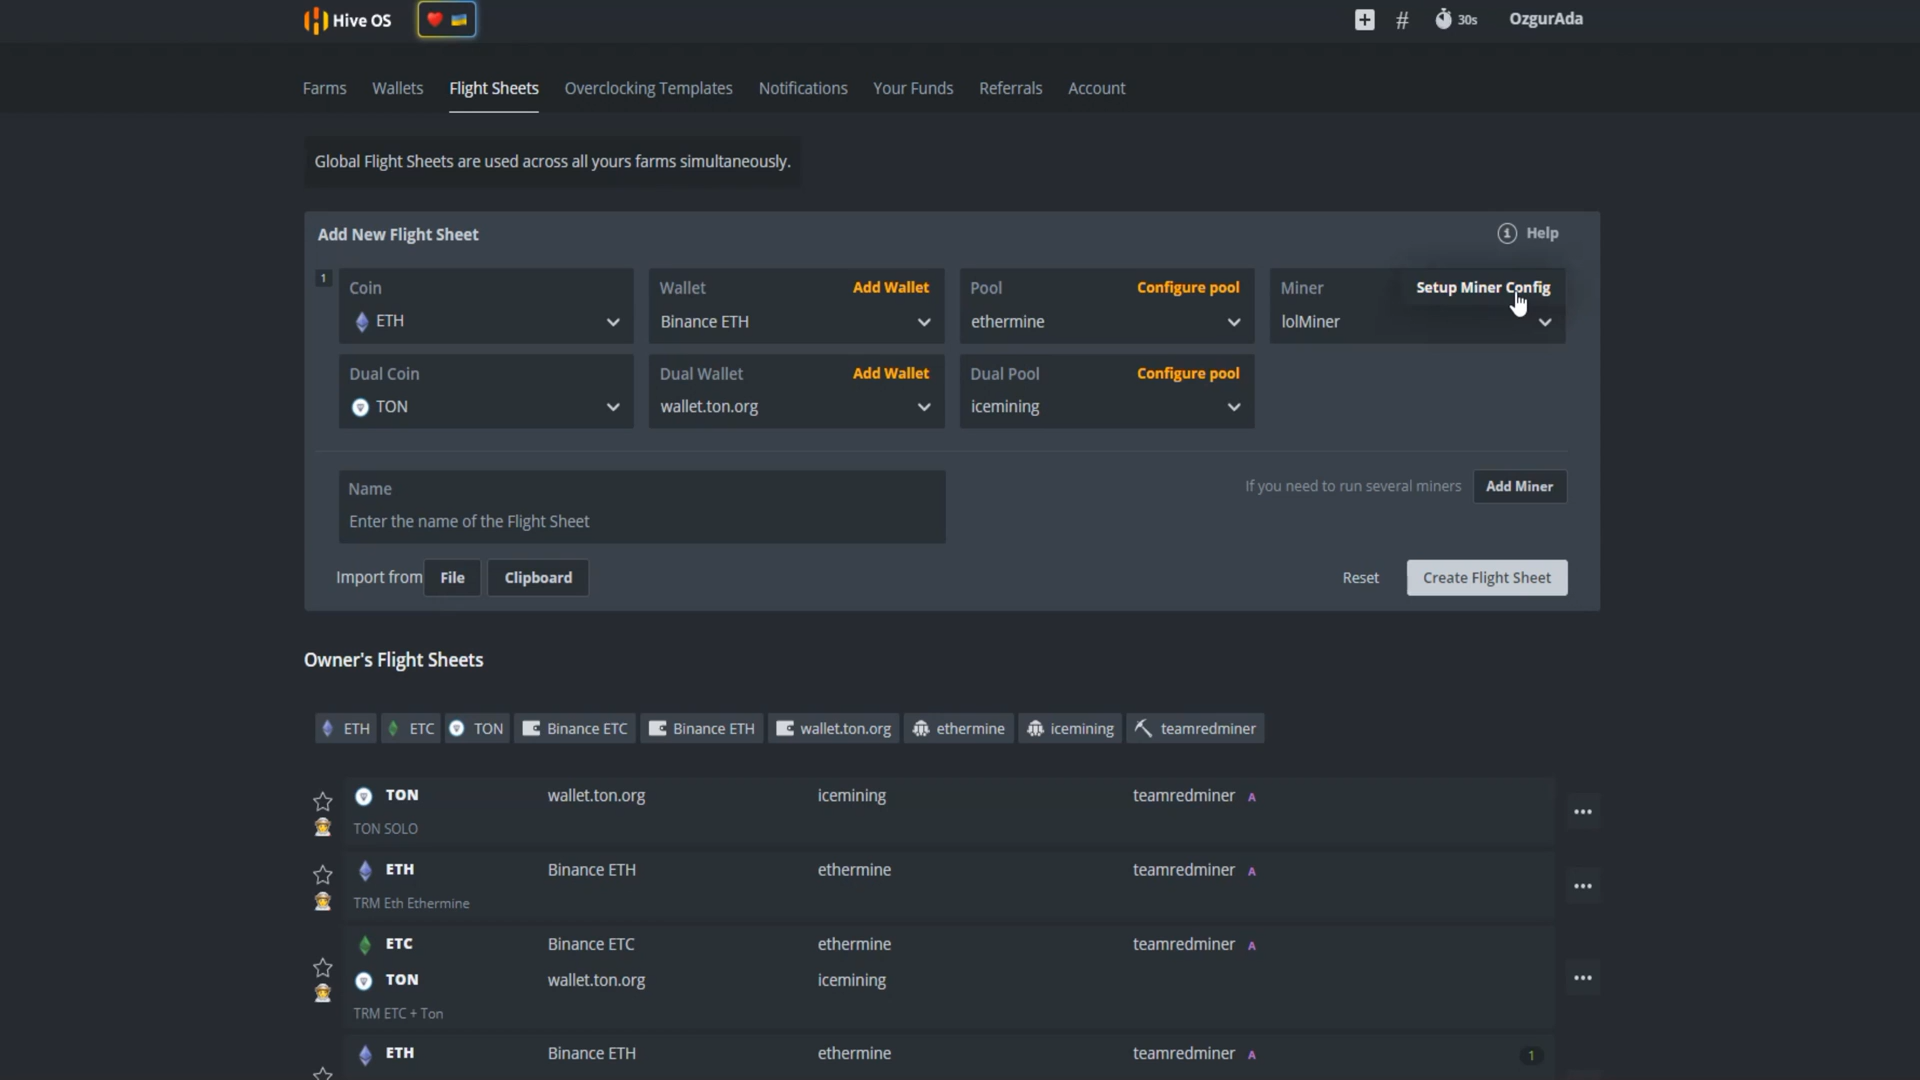 Hive OS
# 30s OzgurAda
Farms Wallets Flight Sheets Overclocking Templates Notifications Your Funds Referrals Account
Global Flight Sheets are used across all yours farms simultaneously.
Add New Flight Sheet
Help
1
Coin
ETH
Wallet Add Wallet
Binance ETH
Pool Configure pool
ethermine
Miner Setup Miner Config
lolMiner
Dual Coin
TON
Dual Wallet Add Wallet
wallet.ton.org
Dual Pool Configure pool
icemining
Name
Enter the name of the Flight Sheet
If you need to run several miners Add Miner
Import from File Clipboard
Reset Create Flight Sheet
Owner's Flight Sheets
ETH ETC TON Binance ETC Binance ETH wallet.ton.org ethermine icemining teamredminer
TON wallet.ton.org icemining teamredminer A
TON SOLO
ETH Binance ETH ethermine teamredminer A
TRM Eth Ethermine
ETC Binance ETC ethermine teamredminer A
TON wallet.ton.org icemining
TRM ETC + Ton
ETH Binance ETH ethermine teamredminer A 1